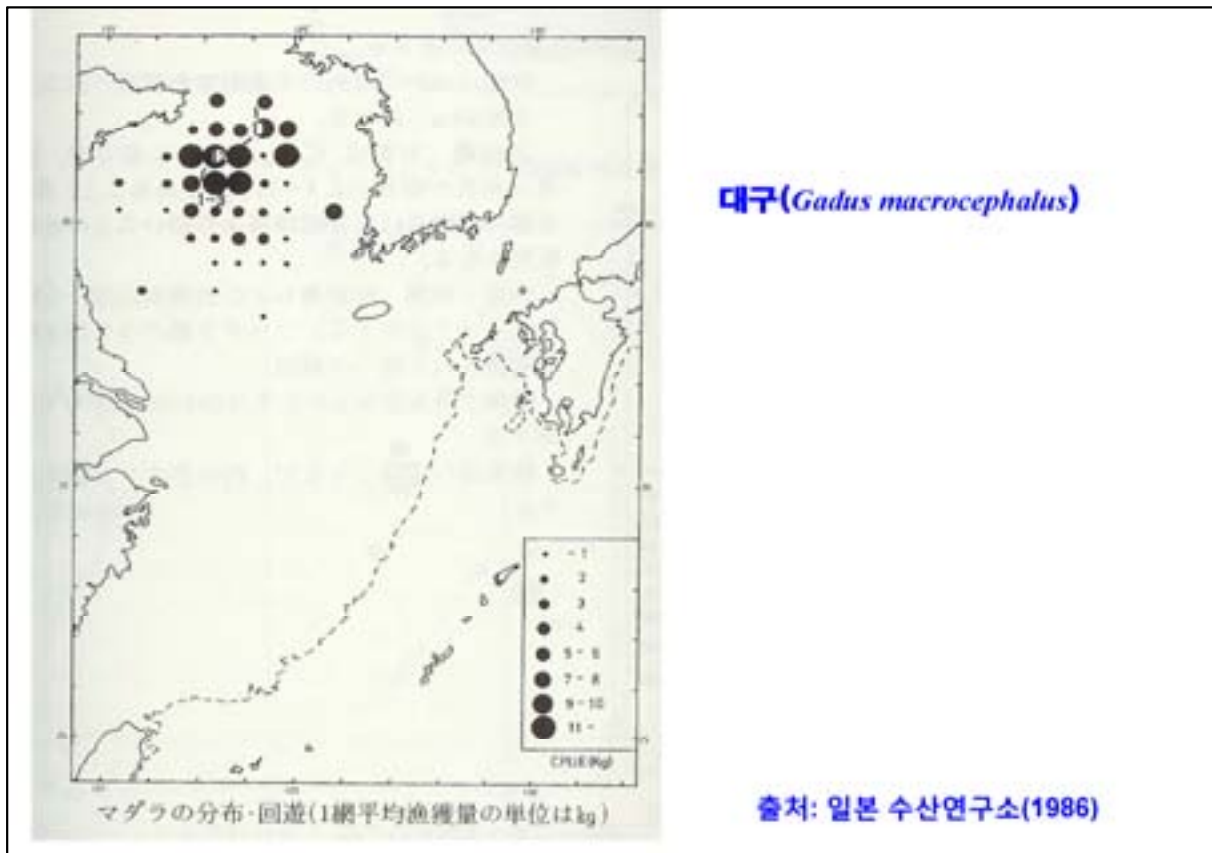 대구(Gadus macrocephalus)
- 1
2
3
4
5 - 6
7 - 8
9 - 10
11 -
CPUE(Kg)
マダラの分布·回遊(1網平均漁獲量の単位はkg)
출처: 일본 수산연구소(1986)